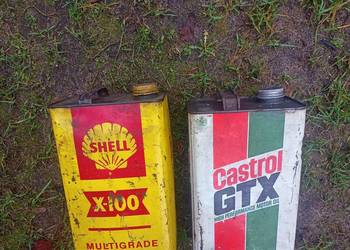 SHELL
X-100
MULTIGRADE
Castrol
GTX
HIGH PERFORMANCE MOTOR OIL